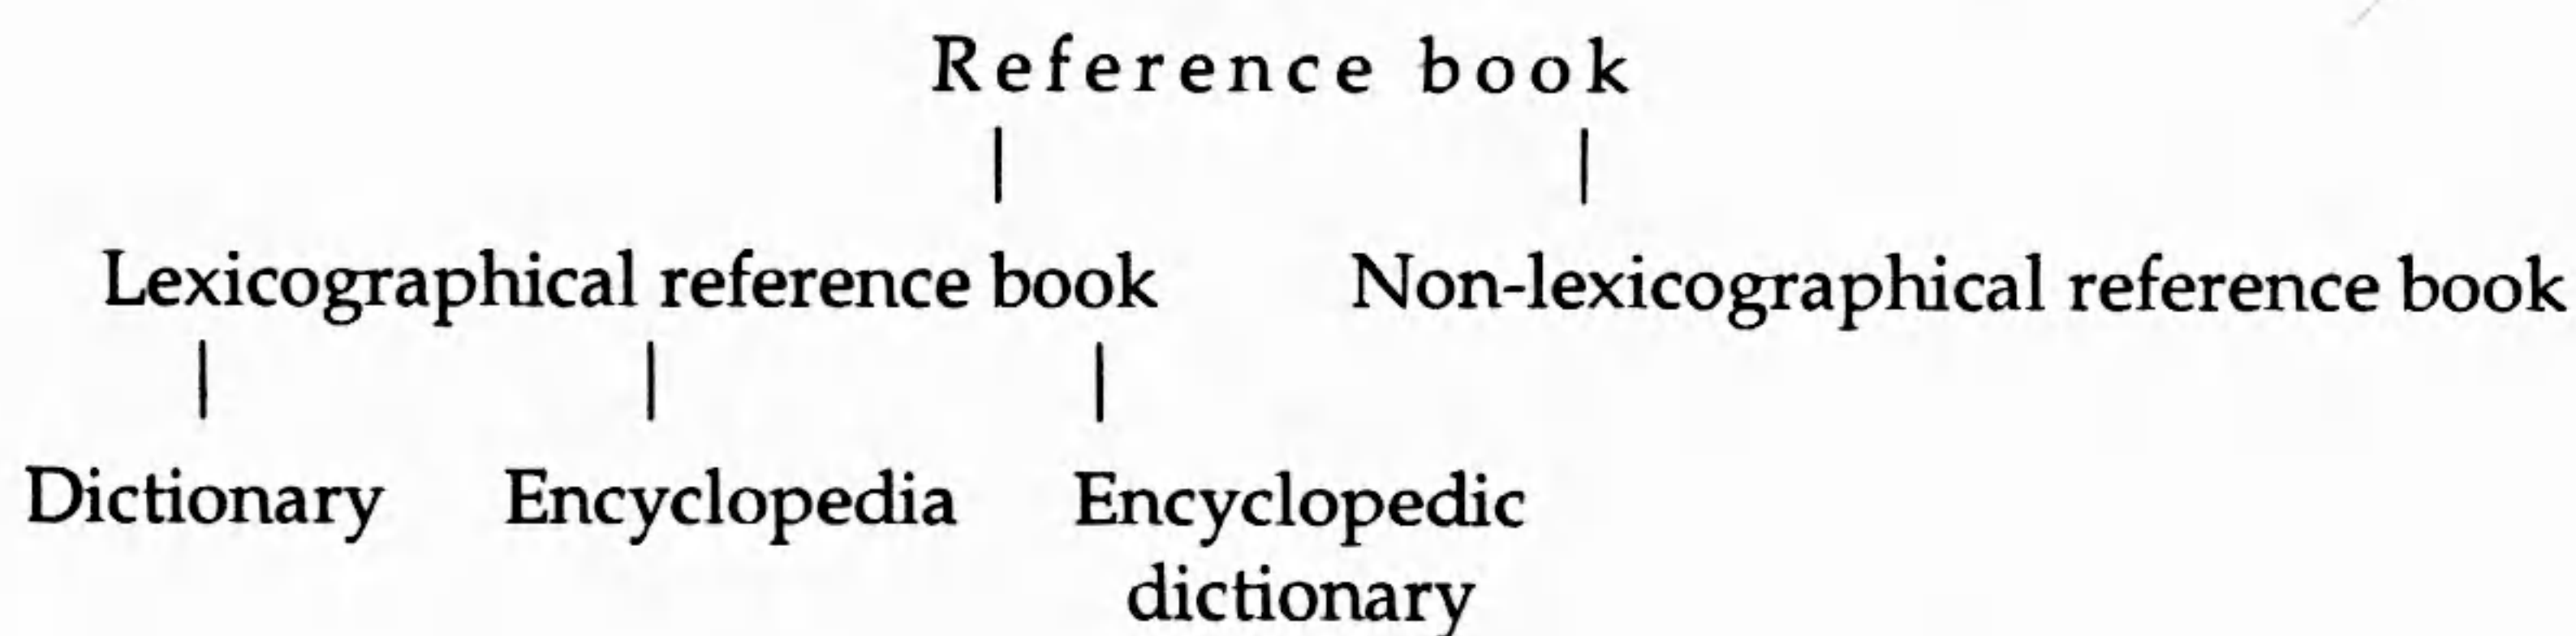 Reference book
Lexicographical reference book Non-lexicographical reference book
Dictionary Encyclopedia Encyclopedic
dictionary